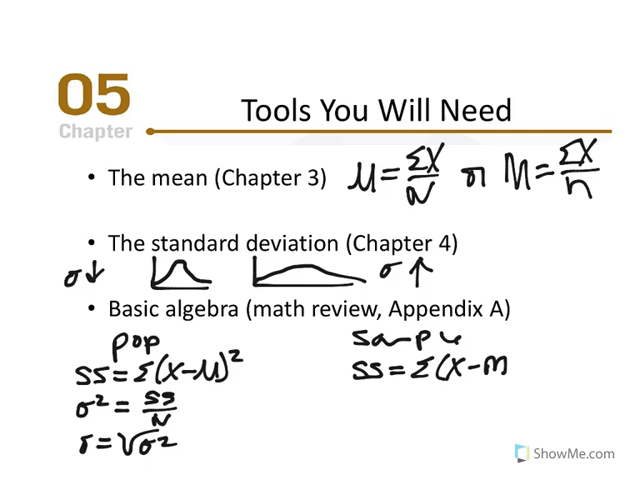 05
Chapter
Tools You Will Need
• The mean (Chapter 3) μ = ΣX/N or M = ΣX/n
• The standard deviation (Chapter 4)
σ ↓ σ ↑
• Basic algebra (math review, Appendix A)
pop sample
SS = Σ(X-μ)² SS = Σ(X-M
σ² = SS/N
σ = √σ²
ShowMe.com